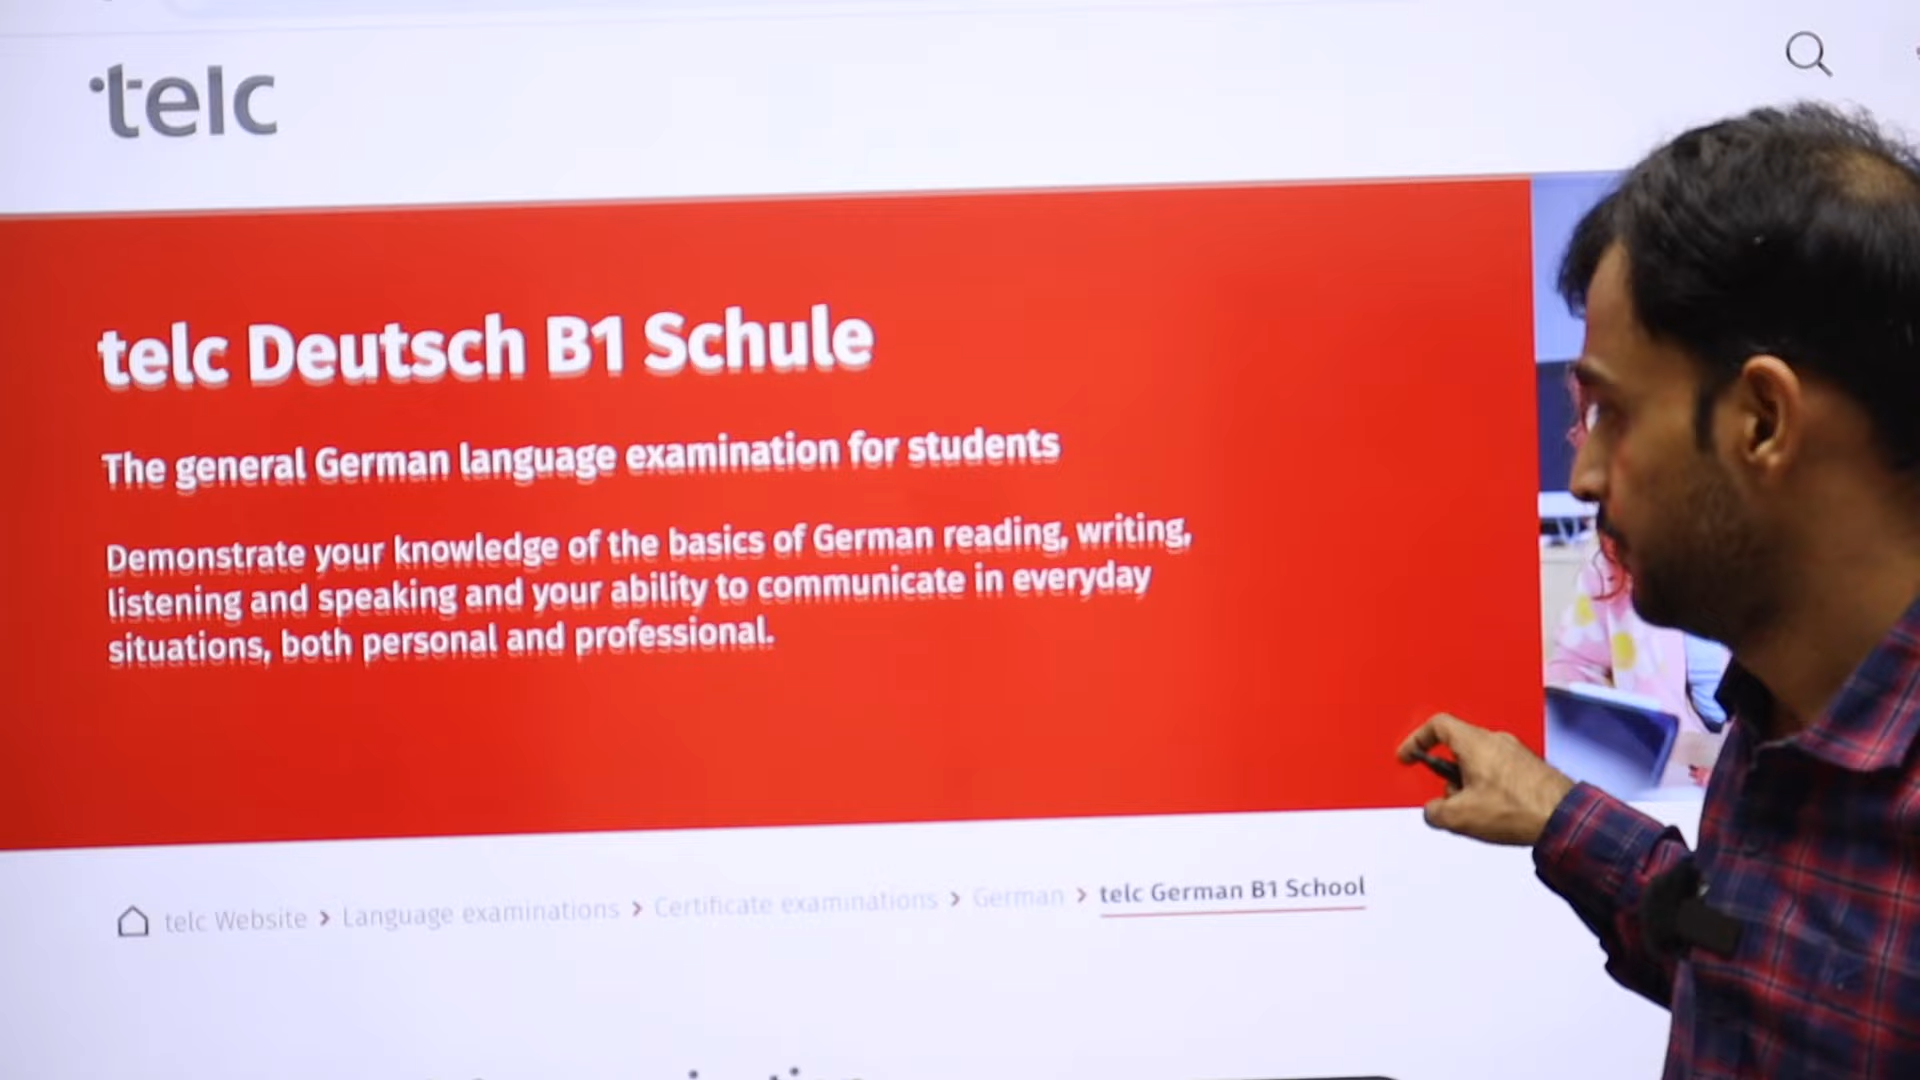 telc
telc Deutsch B1 Schule
The general German language examination for students
Demonstrate your knowledge of the basics of German reading, writing,
listening and speaking and your ability to communicate in everyday
situations, both personal and professional.
telc Website > Language examinations > Certificate examinations > German > telc German B1 School